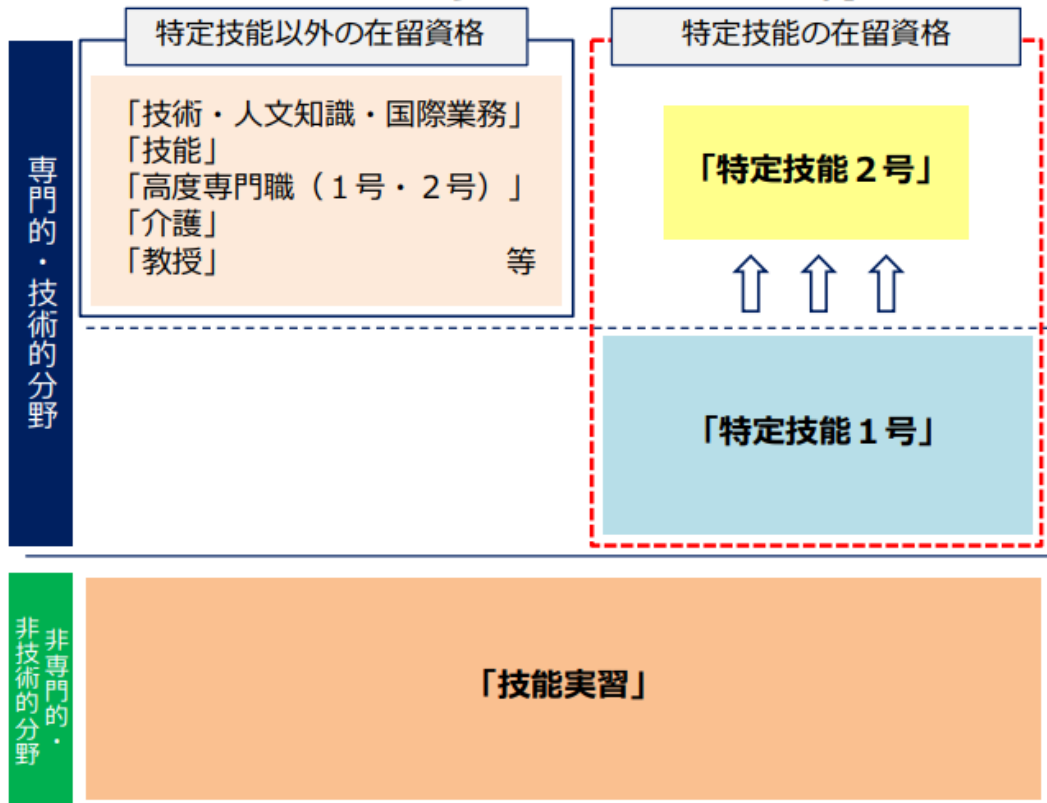 特定技能以外の在留資格
特定技能の在留資格
専門的・技術的分野
「技術・人文知識・国際業務」
「技能」
「高度専門職（１号・２号）」
「介護」
「教授」 等
「特定技能２号」
「特定技能１号」
非専門的・
非技術的分野
「技能実習」